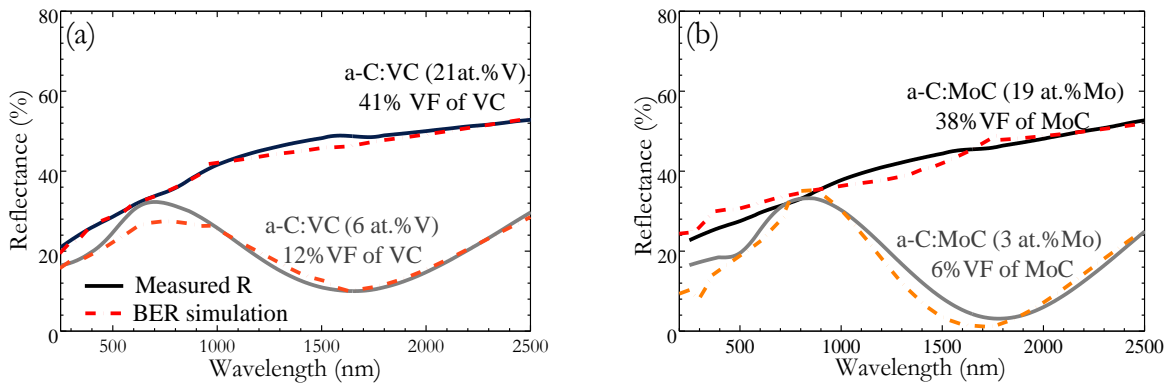 (a)
80
60
40
20
0
Reflectance (%)
a-C:VC (21at.%V)
41% VF of VC
a-C:VC (6 at.%V)
12%VF of VC
Measured R
BER simulation
500
1000
1500
2000
2500
Wavelength (nm)
(b)
80
60
40
20
0
Reflectance (%)
a-C:MoC (19 at.%Mo)
38%VF of MoC
a-C:MoC (3 at.%Mo)
6%VF of MoC
500
1000
1500
2000
2500
Wavelength (nm)